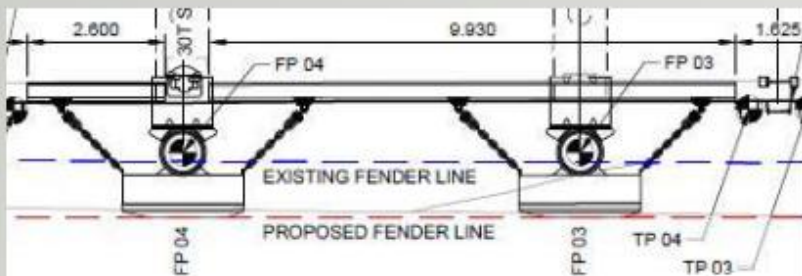 2.600
30T S
9.930
1.625
FP 04
FP 03
EXISTING FENDER LINE
PROPOSED FENDER LINE
FP 04
FP 03
TP 04
TP 03